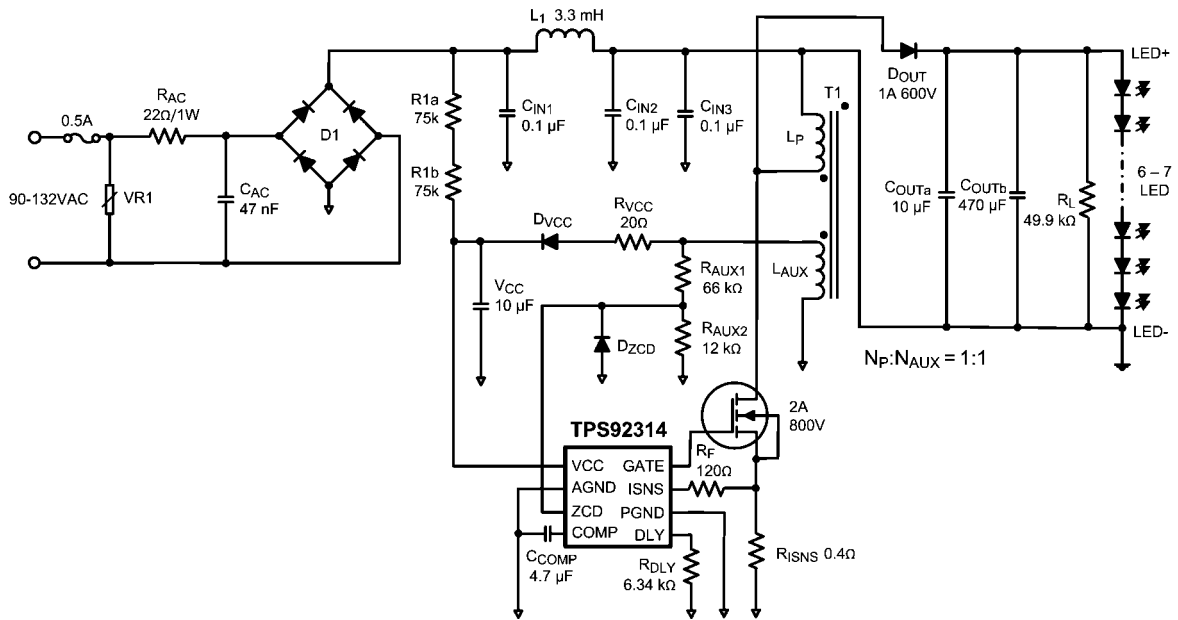 L1 3.3 mH
LED+
DOUT
1A 600V
T1
RAC
22Ω/1W
0.5A
R1a
75k
CIN1
0.1 µF
CIN2
0.1 µF
CIN3
0.1 µF
D1
LP
R1b
75k
6 – 7
LED
90-132VAC
VR1
CAC
47 nF
COUTa
10 µF
COUTb
470 µF
RL
49.9 kΩ
RVCC
20Ω
DVCC
LAUX
RAUX1
66 kΩ
VCC
10 µF
RAUX2
12 kΩ
DZCD
LED-
NP:NAUX = 1:1
2A
800V
TPS92314
RF
120Ω
VCC GATE
AGND ISNS
ZCD PGND
COMP DLY
CCOMP
4.7 µF
RDLY
6.34 kΩ
RISNS 0.4Ω